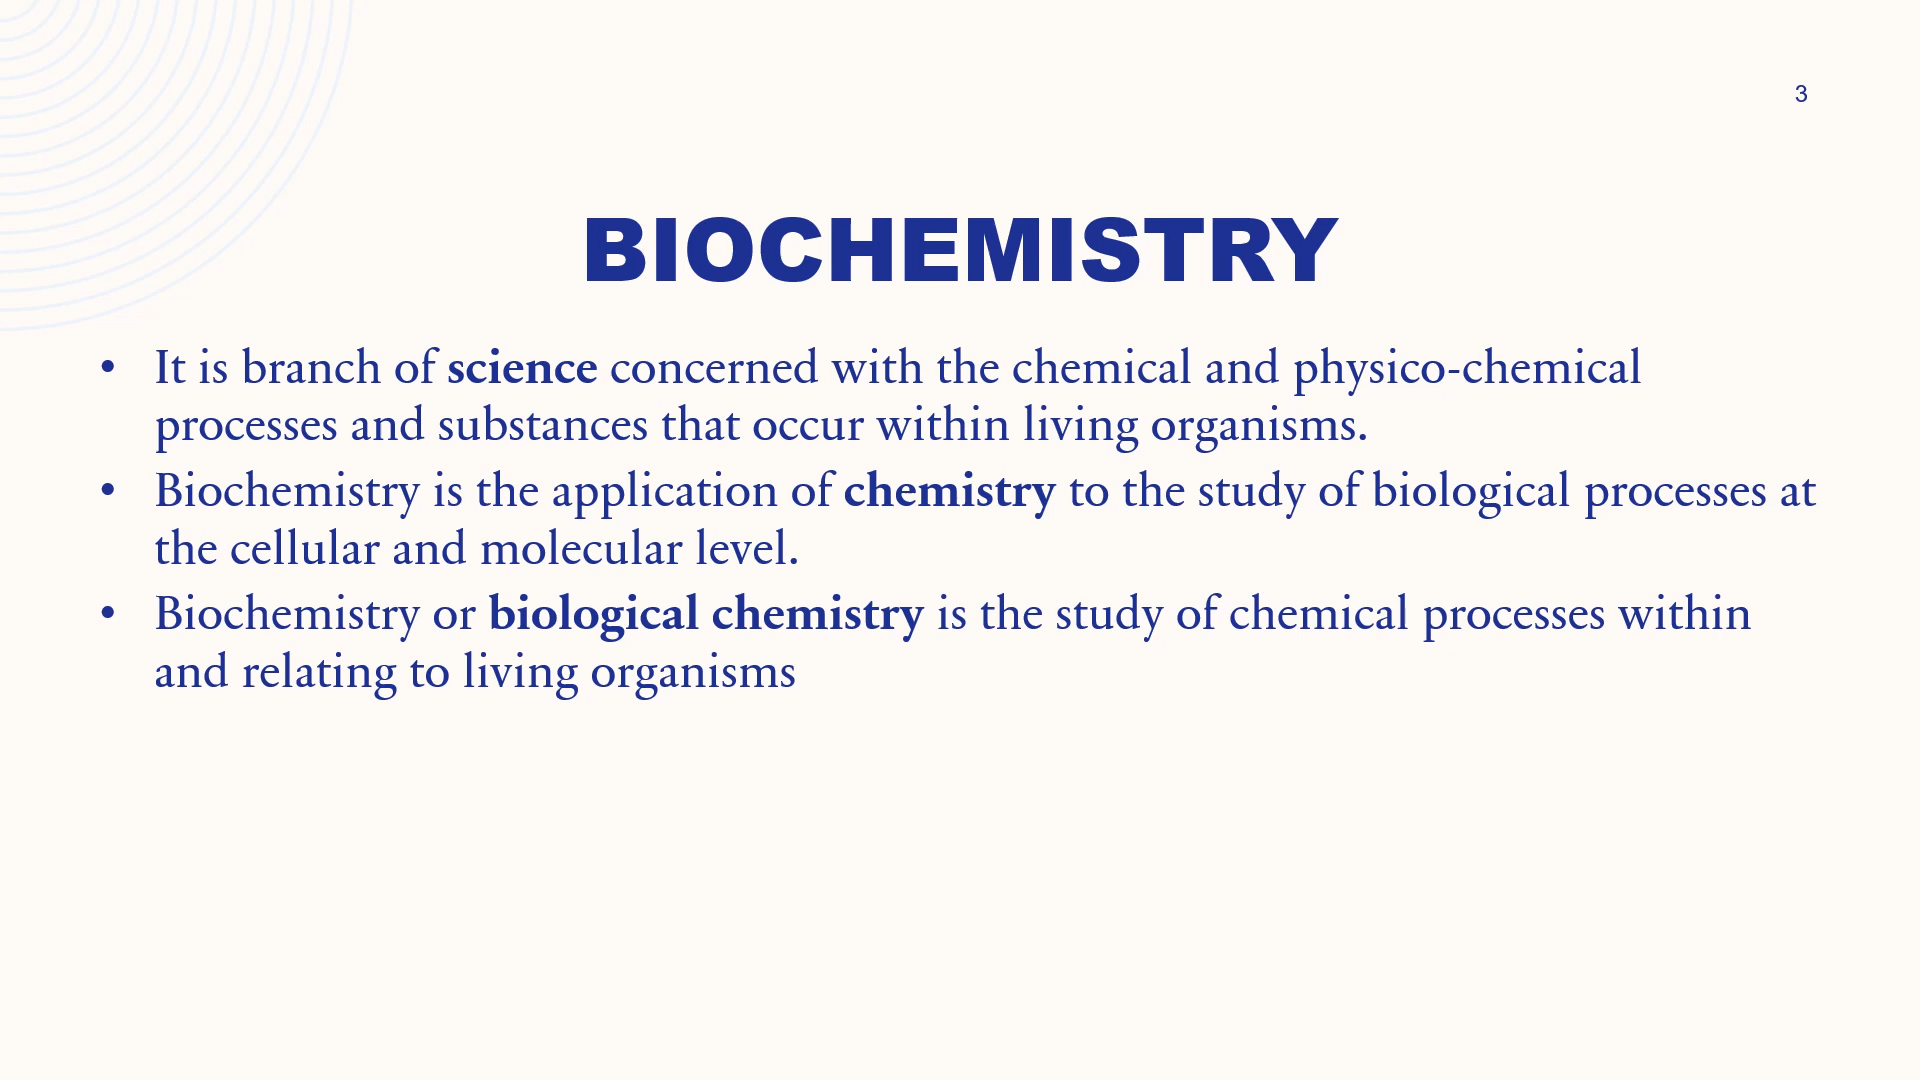 3
BIOCHEMISTRY
• It is branch of science concerned with the chemical and physico-chemical
processes and substances that occur within living organisms.
• Biochemistry is the application of chemistry to the study of biological processes at
the cellular and molecular level.
• Biochemistry or biological chemistry is the study of chemical processes within
and relating to living organisms